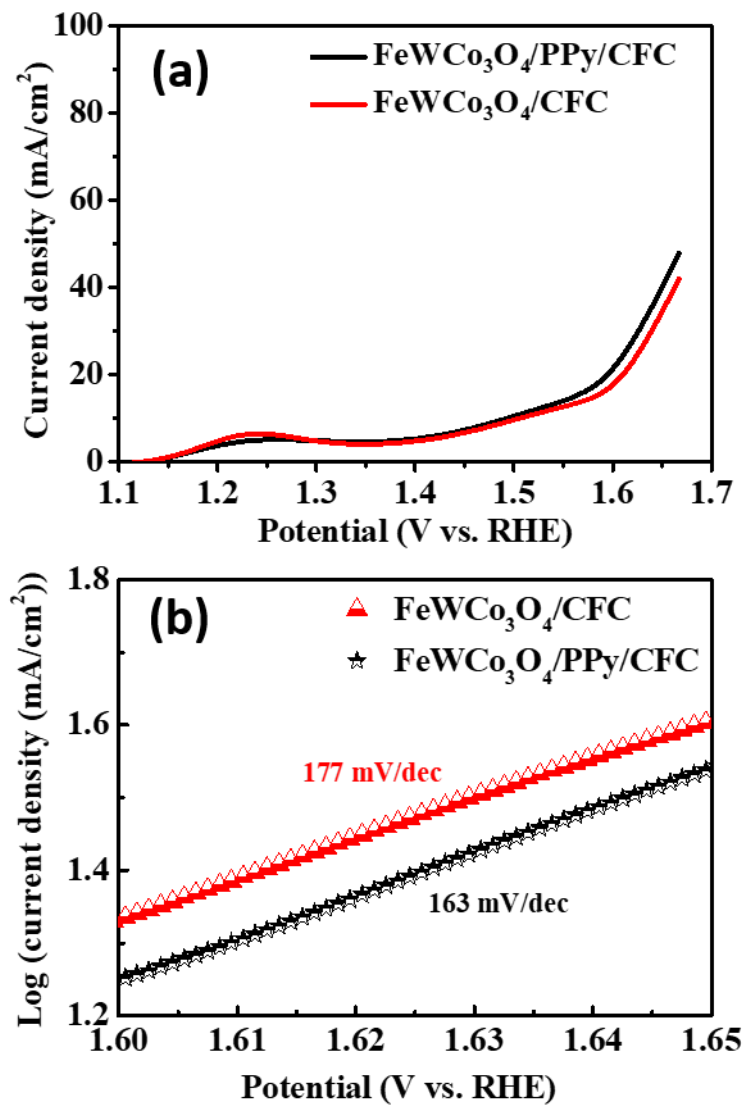 100
80
60
40
20
0
Current density (mA/cm²)
(a)
FeWCo₃O₄/PPy/CFC
FeWCo₃O₄/CFC
1.1 1.2 1.3 1.4 1.5 1.6 1.7
Potential (V vs. RHE)
1.8
1.6
1.4
1.2
Log (current density (mA/cm²))
(b)
FeWCo₃O₄/CFC
FeWCo₃O₄/PPy/CFC
177 mV/dec
163 mV/dec
1.60 1.61 1.62 1.63 1.64 1.65
Potential (V vs. RHE)